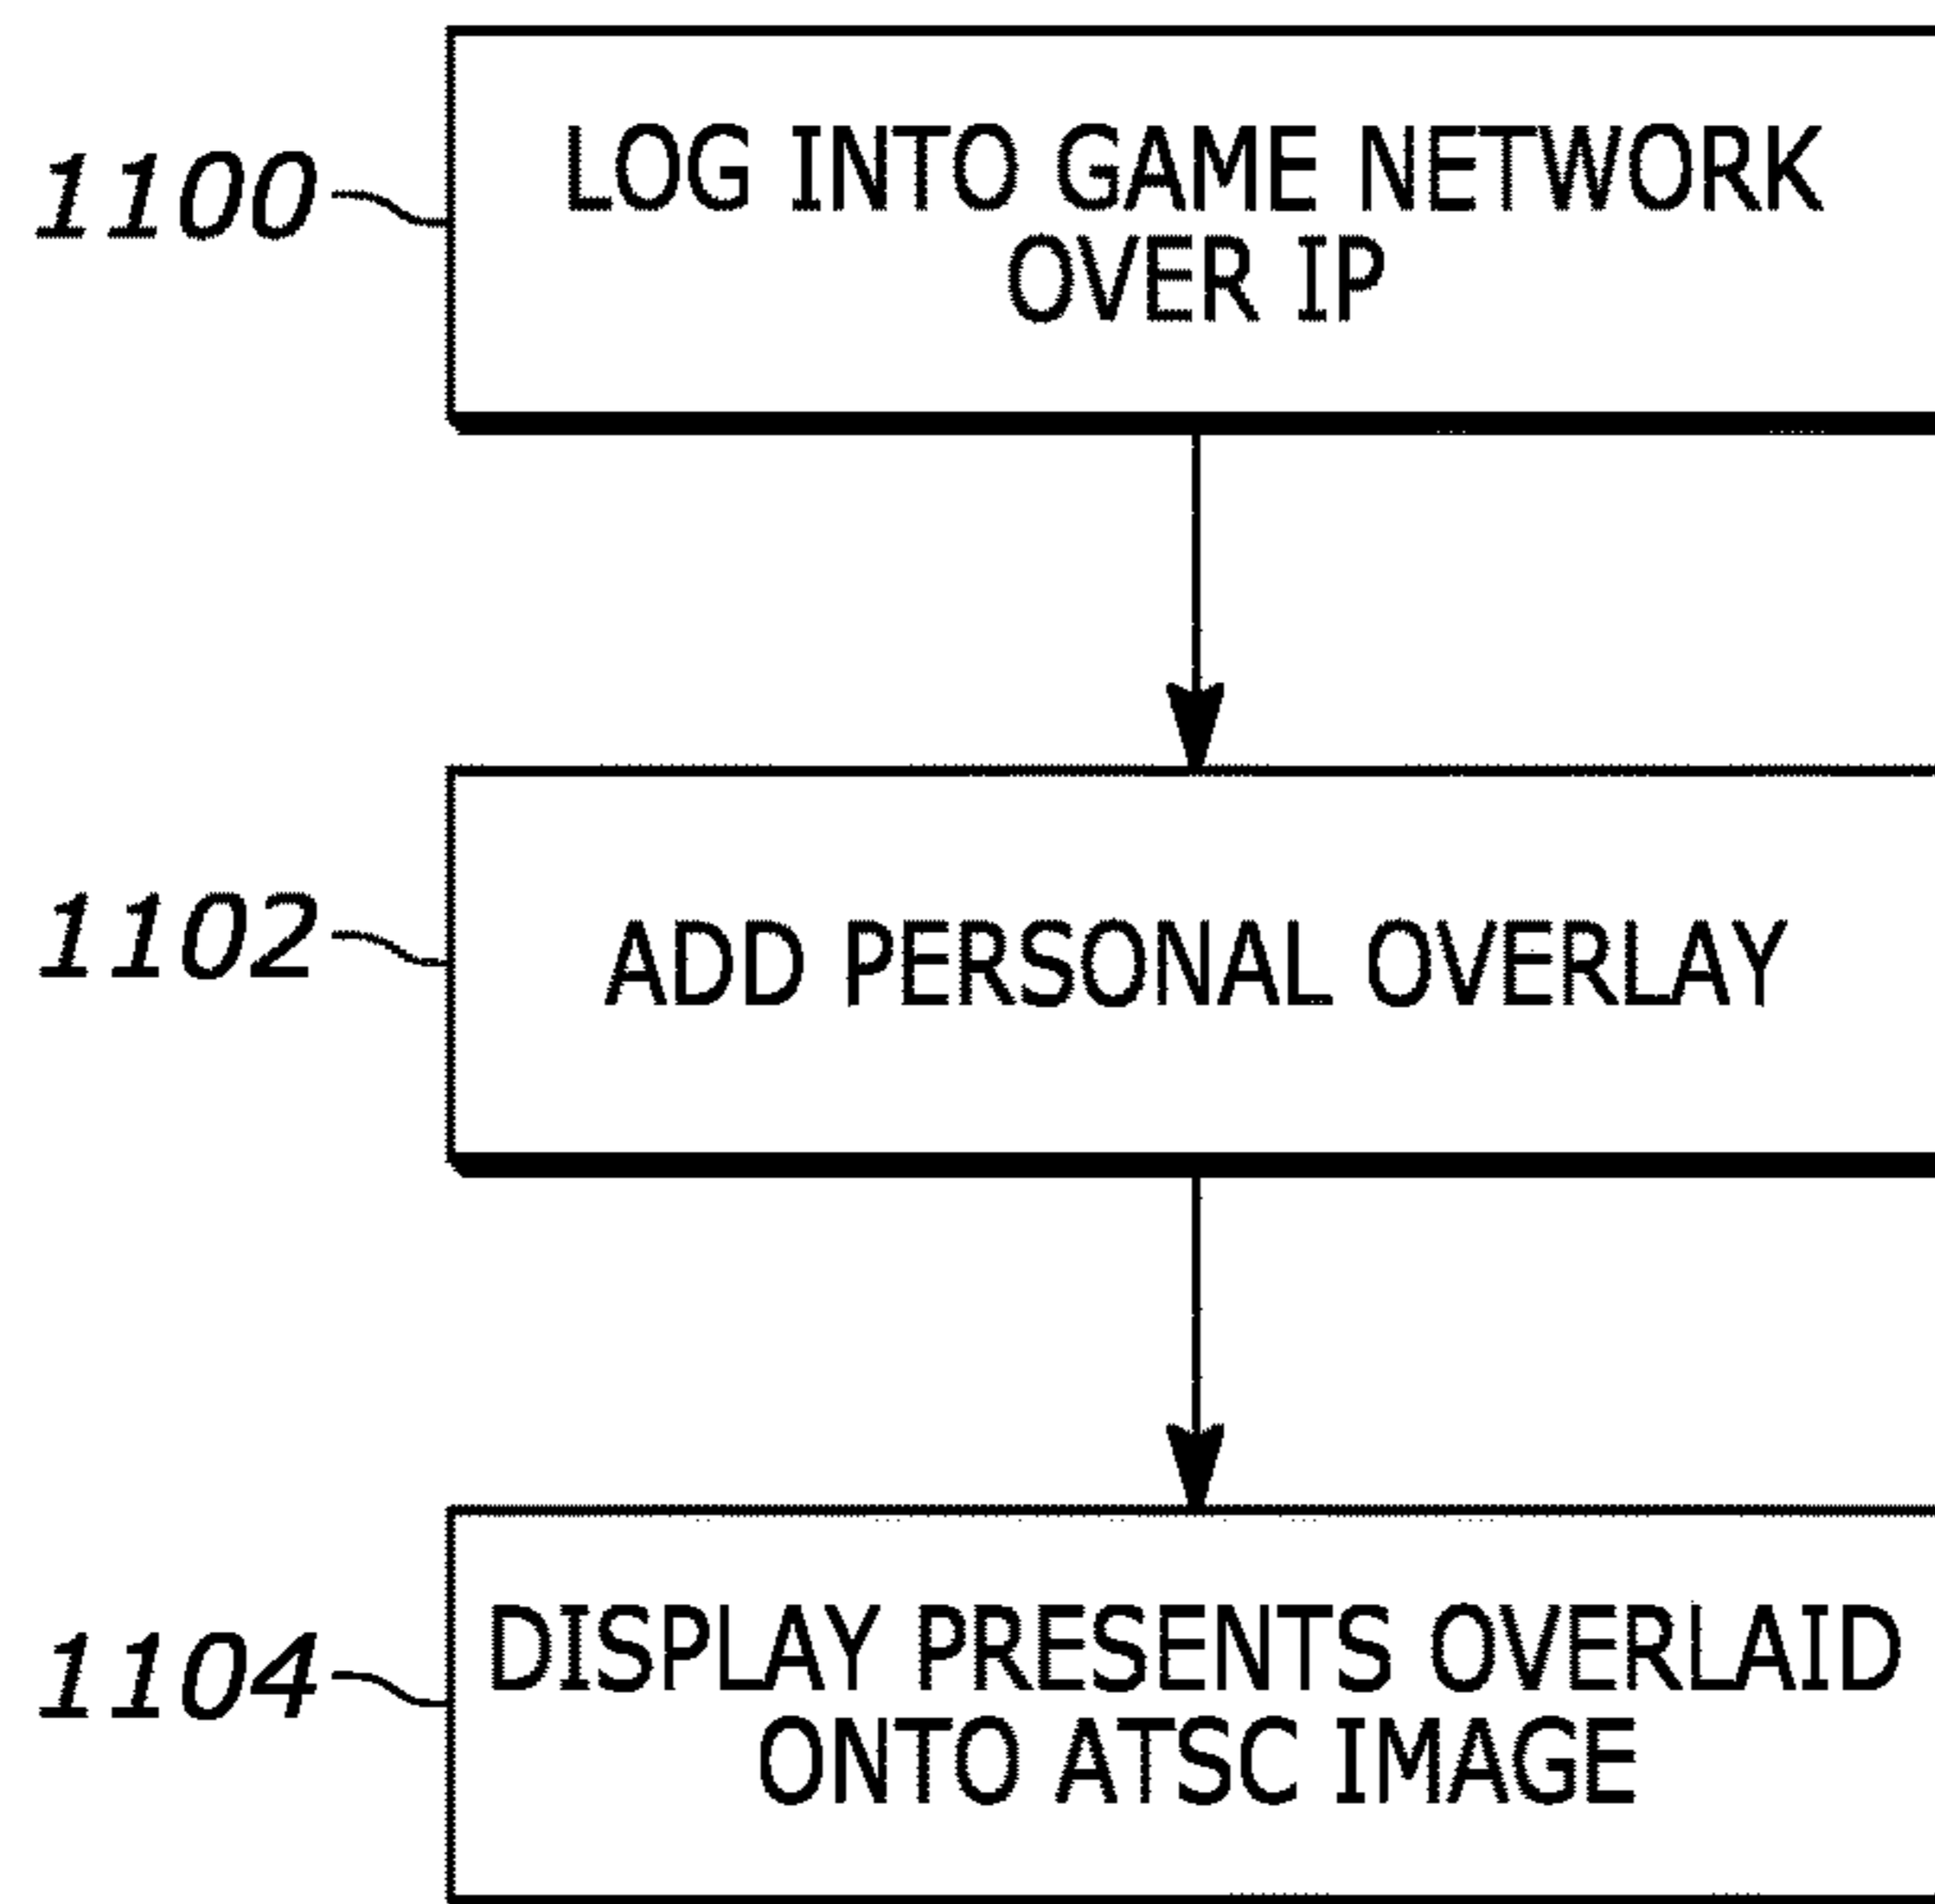 1100
LOG INTO GAME NETWORK
OVER IP
1102
ADD PERSONAL OVERLAY
1104
DISPLAY PRESENTS OVERLAID
ONTO ATSC IMAGE